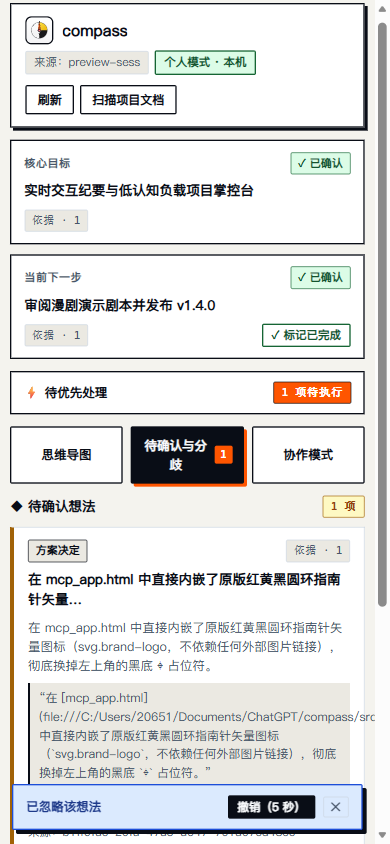 compass
来源: preview-sess
个人模式 · 本机
刷新
扫描项目文档
核心目标
✓ 已确认
实时交互纪要与低认知负载项目掌控台
依据 · 1
当前下一步
✓ 已确认
审阅漫剧演示剧本并发布 v1.4.0
依据 · 1
✓ 标记已完成
待优先处理
1 项待执行
思维导图
待确认与分
歧
1
协作模式
◆ 待确认想法
1 项
方案决定
依据 · 1
在 mcp_app.html 中直接内嵌了原版红黄黑圆环指南
针矢量...
在 mcp_app.html 中直接内嵌了原版红黄黑圆环指南针矢
量图标（svg.brand-logo，不依赖任何外部图片链接），
彻底换掉左上角的黑底 ⌖ 占位符。
“在 [mcp_app.html]
(file:///C:/Users/20651/Documents/ChatGPT/compass/src
中直接内嵌了原版红黄黑圆环指南针矢量图标
（`svg.brand-logo`，不依赖任何外部图片链接），彻底
换掉左上角的黑底 `⌖` 占位符。”
已忽略该想法
撤销（5 秒）
✕